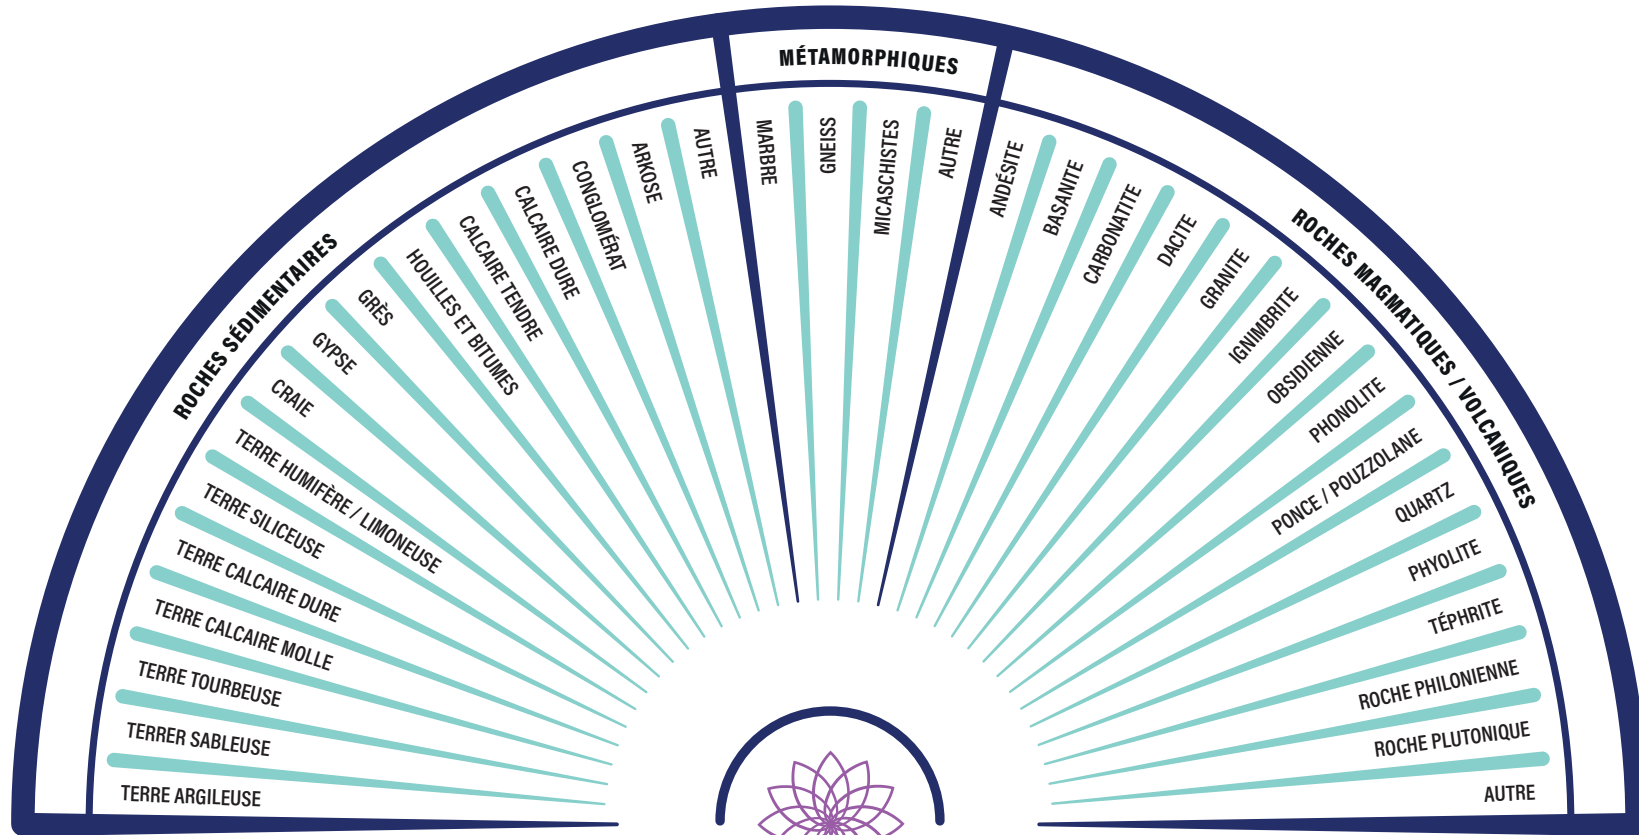 ROCHES SÉDIMENTAIRES
TERRE ARGILEUSE
TERRER SABLEUSE
TERRE TOURBEUSE
TERRE CALCAIRE MOLLE
TERRE CALCAIRE DURE
TERRE SILICEUSE
TERRE HUMIFÈRE / LIMONEUSE
CRAIE
GYPSE
GRÈS
HOUILLES ET BITUMES
CALCAIRE TENDRE
CALCAIRE DURE
CONGLOMÉRAT
ARKOSE
AUTRE
MÉTAMORPHIQUES
MARBRE
GNEISS
MICASCHISTES
AUTRE
ROCHES MAGMATIQUES / VOLCANIQUES
ANDÉSITE
BASANITE
CARBONATITE
DACITE
GRANITE
IGNIMBRITE
OBSIDIENNE
PHONOLITE
PONCE / POUZZOLANE
QUARTZ
PHYOLITE
TÉPHRITE
ROCHE PHILONIENNE
ROCHE PLUTONIQUE
AUTRE